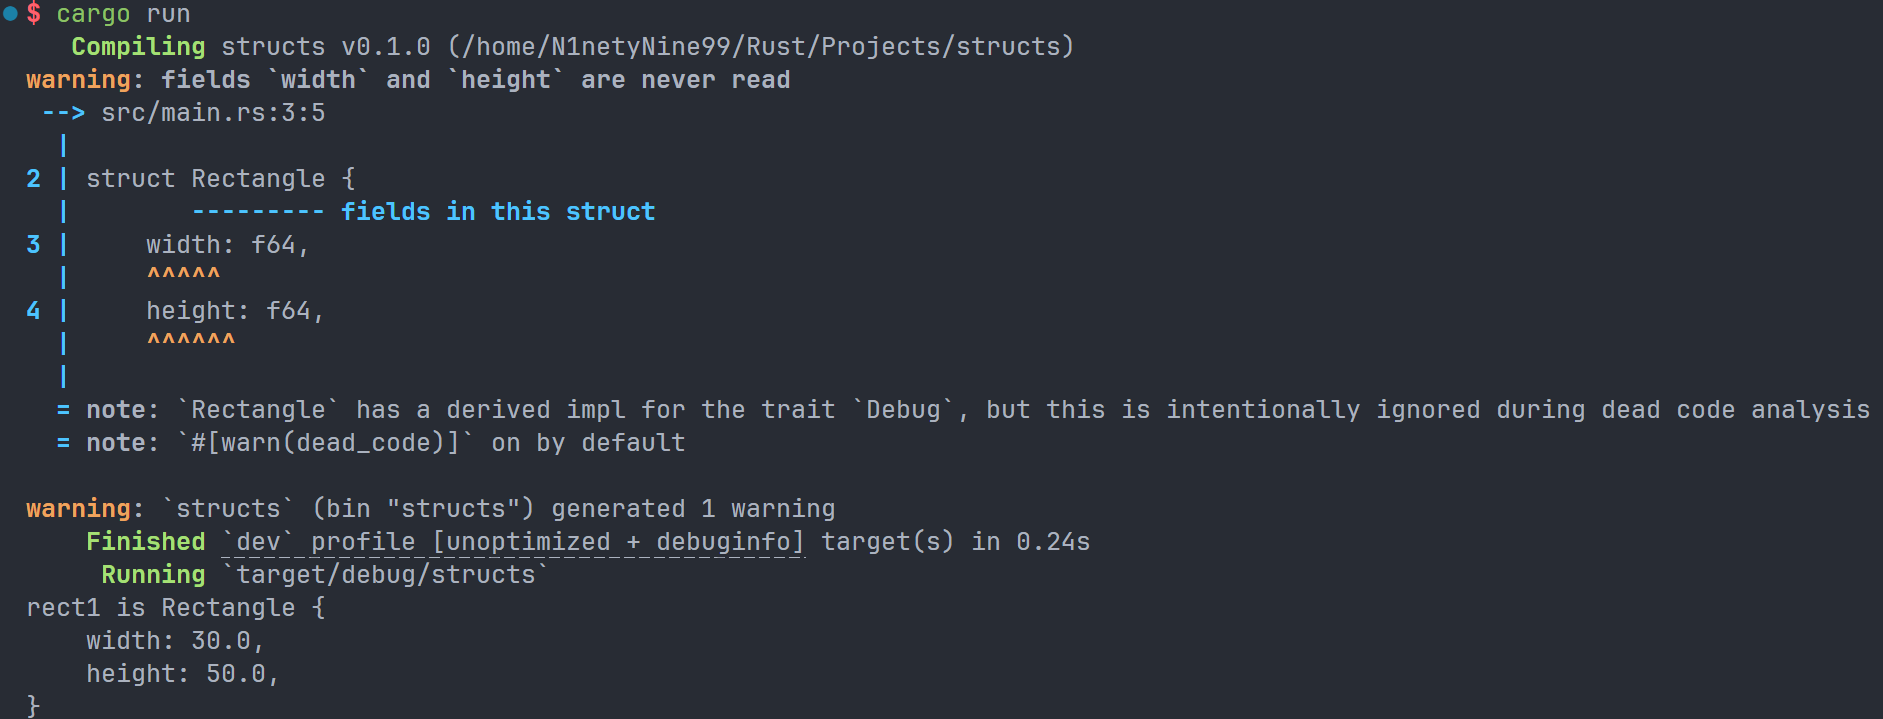 $ cargo run
   Compiling structs v0.1.0 (/home/N1netyNine99/Rust/Projects/structs)
warning: fields `width` and `height` are never read
 --> src/main.rs:3:5
  |
2 | struct Rectangle {
  |        --------- fields in this struct
3 |     width: f64,
  |     ^^^^^
4 |     height: f64,
  |     ^^^^^^
  |
  = note: `Rectangle` has a derived impl for the trait `Debug`, but this is intentionally ignored during dead code analysis
  = note: `#[warn(dead_code)]` on by default

warning: `structs` (bin "structs") generated 1 warning
    Finished `dev` profile [unoptimized + debuginfo] target(s) in 0.24s
     Running `target/debug/structs`
rect1 is Rectangle {
    width: 30.0,
    height: 50.0,
}